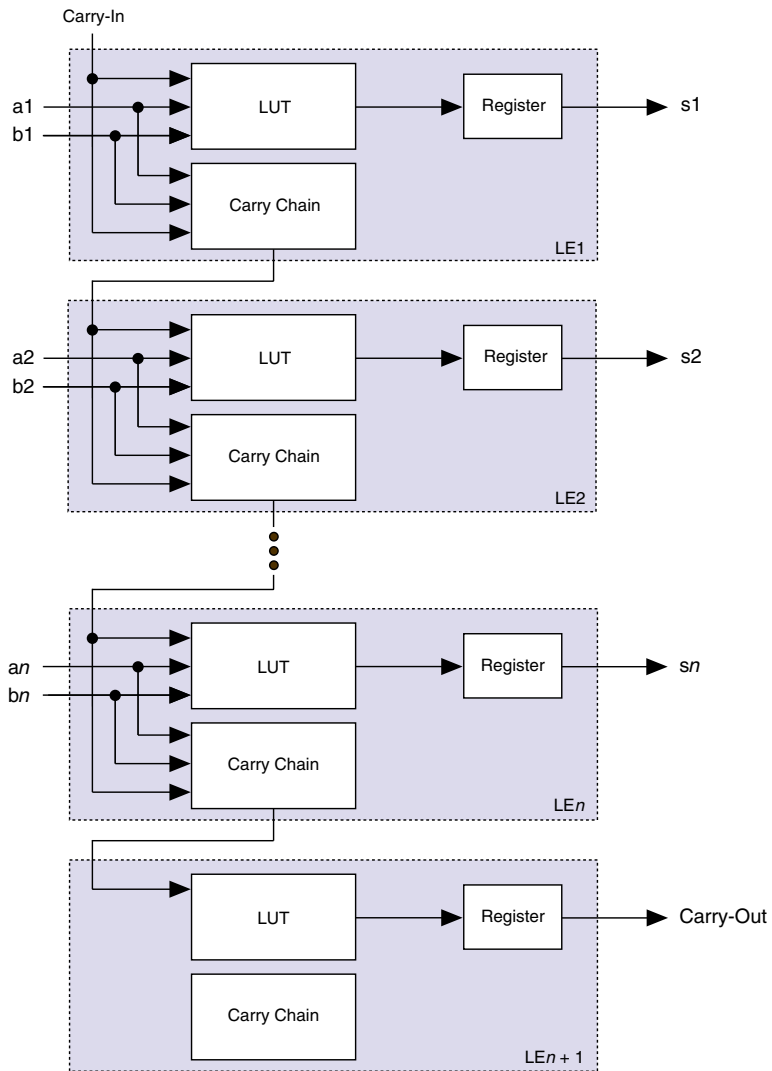 Carry-In
a1
b1
LUT
Register
s1
Carry Chain
LE1
a2
b2
LUT
Register
s2
Carry Chain
LE2
an
bn
LUT
Register
sn
Carry Chain
LEn
LUT
Register
Carry-Out
Carry Chain
LEn + 1